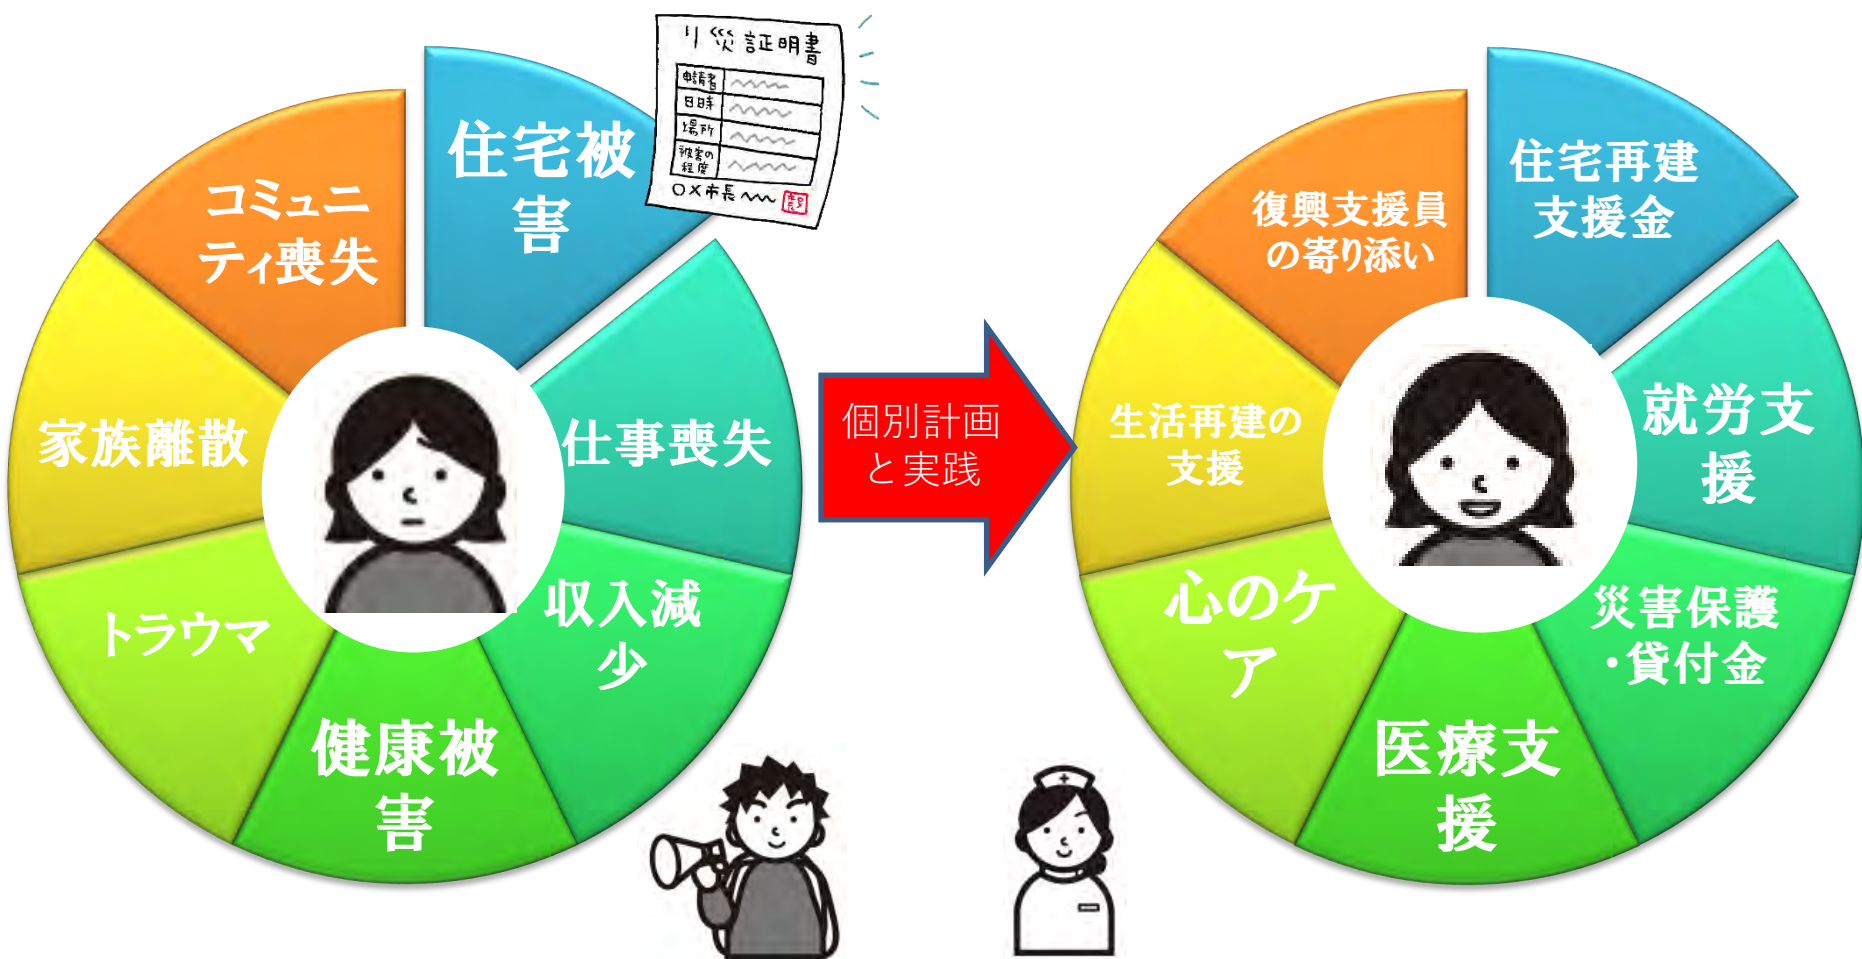 り災証明書
申請者
日時
場所
被害の
程度
○×市長
住宅被
害
仕事喪失
収入減
少
健康被
害
トラウマ
家族離散
コミュニ
ティ喪失
個別計画
と実践
住宅再建
支援金
就労支
援
災害保護
・貸付金
医療支
援
心のケ
ア
生活再建の
支援
復興支援員
の寄り添い